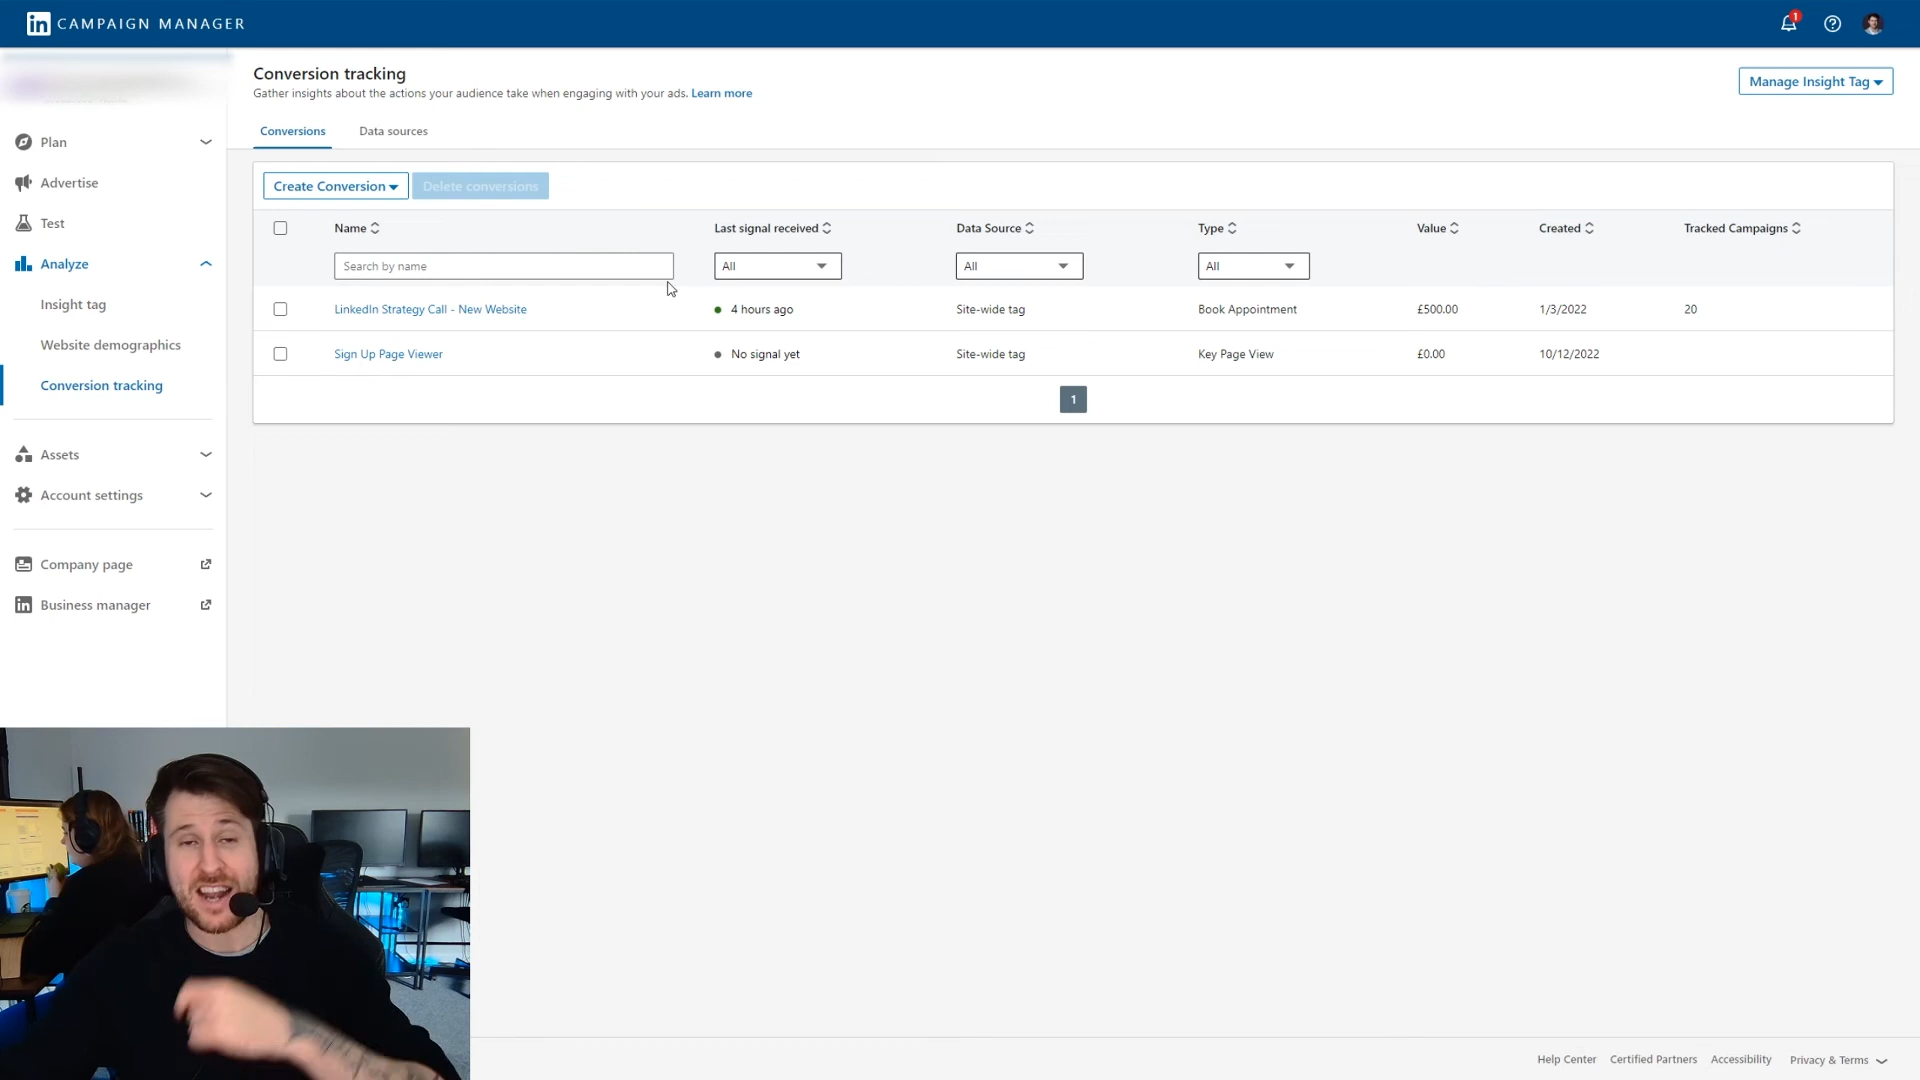 in CAMPAIGN MANAGER
1
Conversion tracking
Gather insights about the actions your audience take when engaging with your ads. Learn more
Manage Insight Tag
Conversions Data sources
Plan
Advertise
Test
Analyze
Insight tag
Website demographics
Conversion tracking
Assets
Account settings
Company page
in Business manager
Create Conversion Delete conversions
Name Last signal received Data Source Type Value Created Tracked Campaigns
Search by name All All All
LinkedIn Strategy Call - New Website 4 hours ago Site-wide tag Book Appointment £500.00 1/3/2022 20
Sign Up Page Viewer No signal yet Site-wide tag Key Page View £0.00 10/12/2022
1
Help Center Certified Partners Accessibility Privacy & Terms